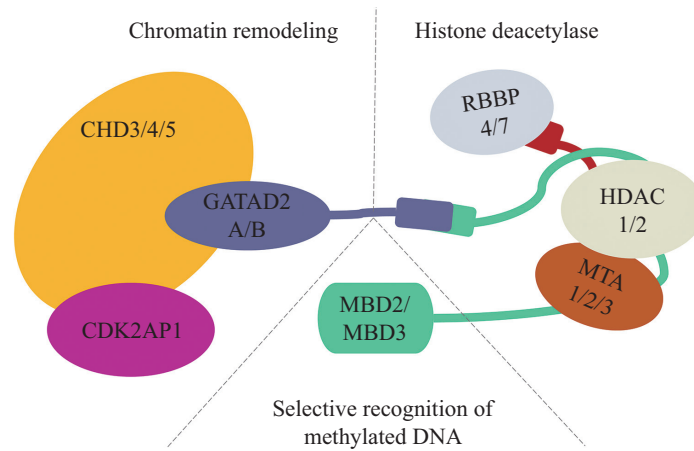 Chromatin remodeling
Histone deacetylase
CHD3/4/5
RBBP
4/7
GATAD2
A/B
HDAC
1/2
MTA
1/2/3
MBD2/
MBD3
CDK2AP1
Selective recognition of
methylated DNA